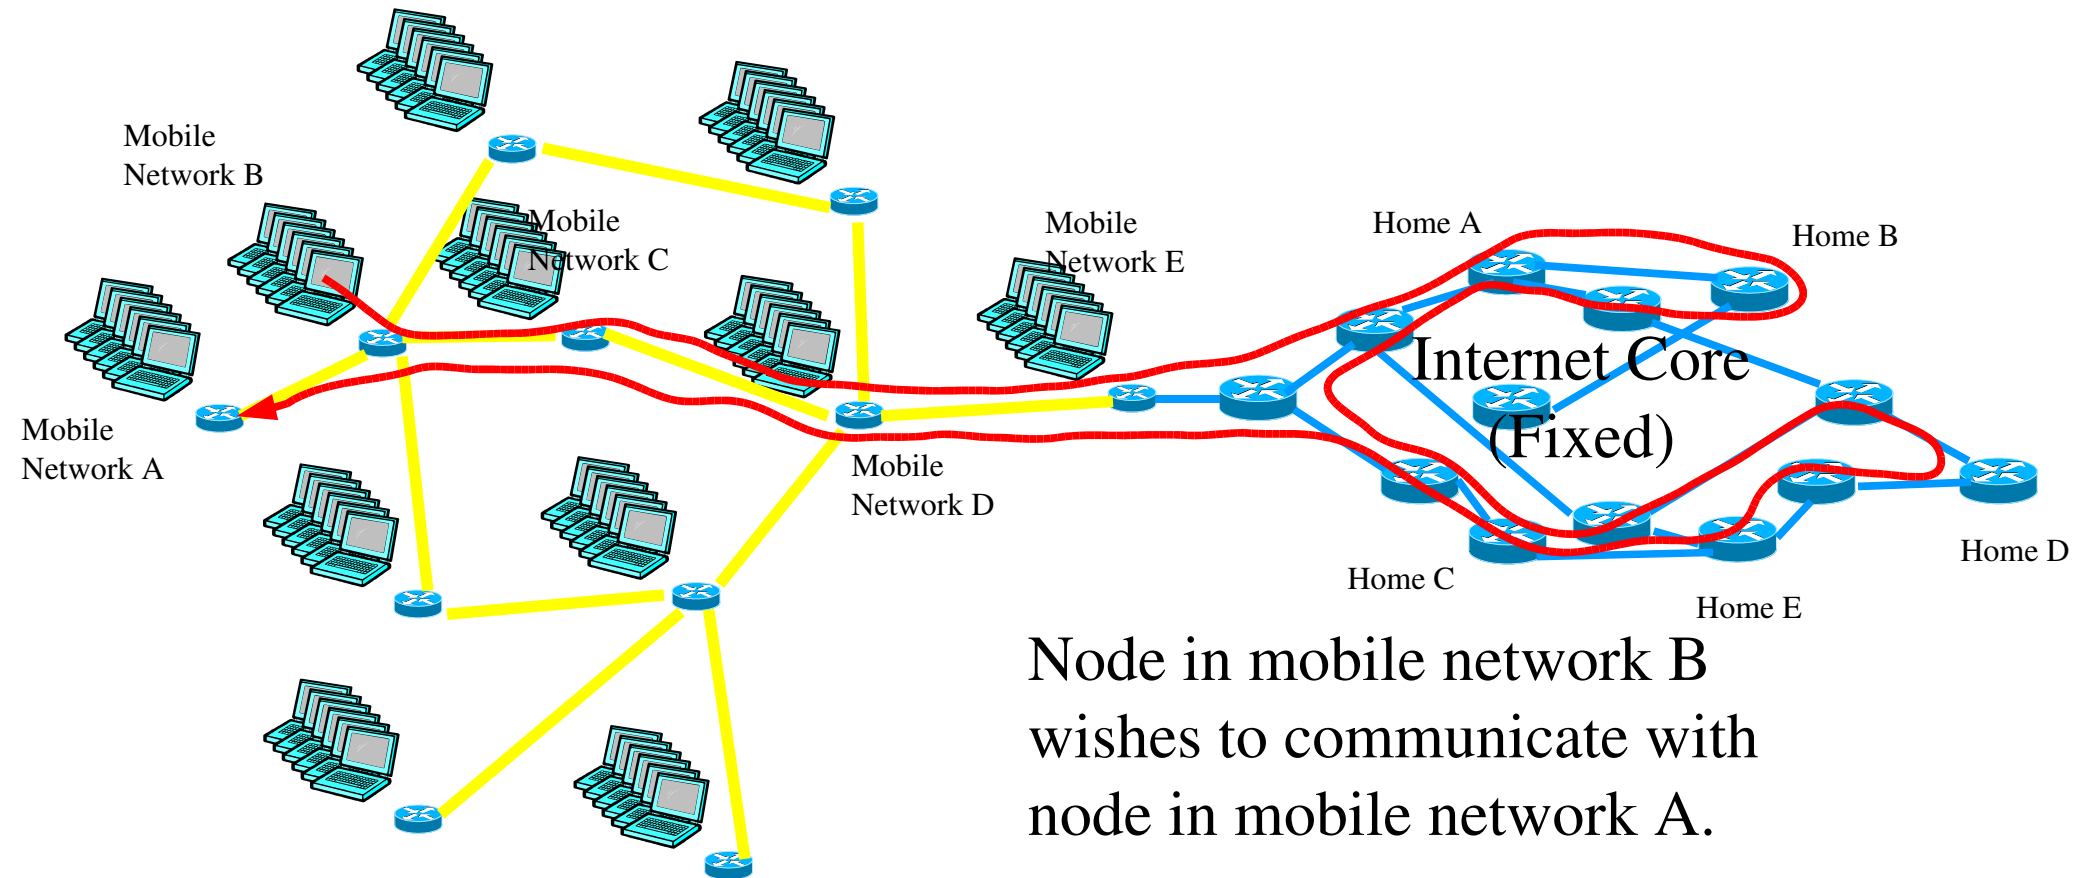 Mobile
Network B
Mobile
Network C
Mobile
Network E
Home A
Home B
Internet Core
(Fixed)
Mobile
Network A
Mobile
Network D
Home C
Home D
Home E
Node in mobile network B
wishes to communicate with
node in mobile network A.